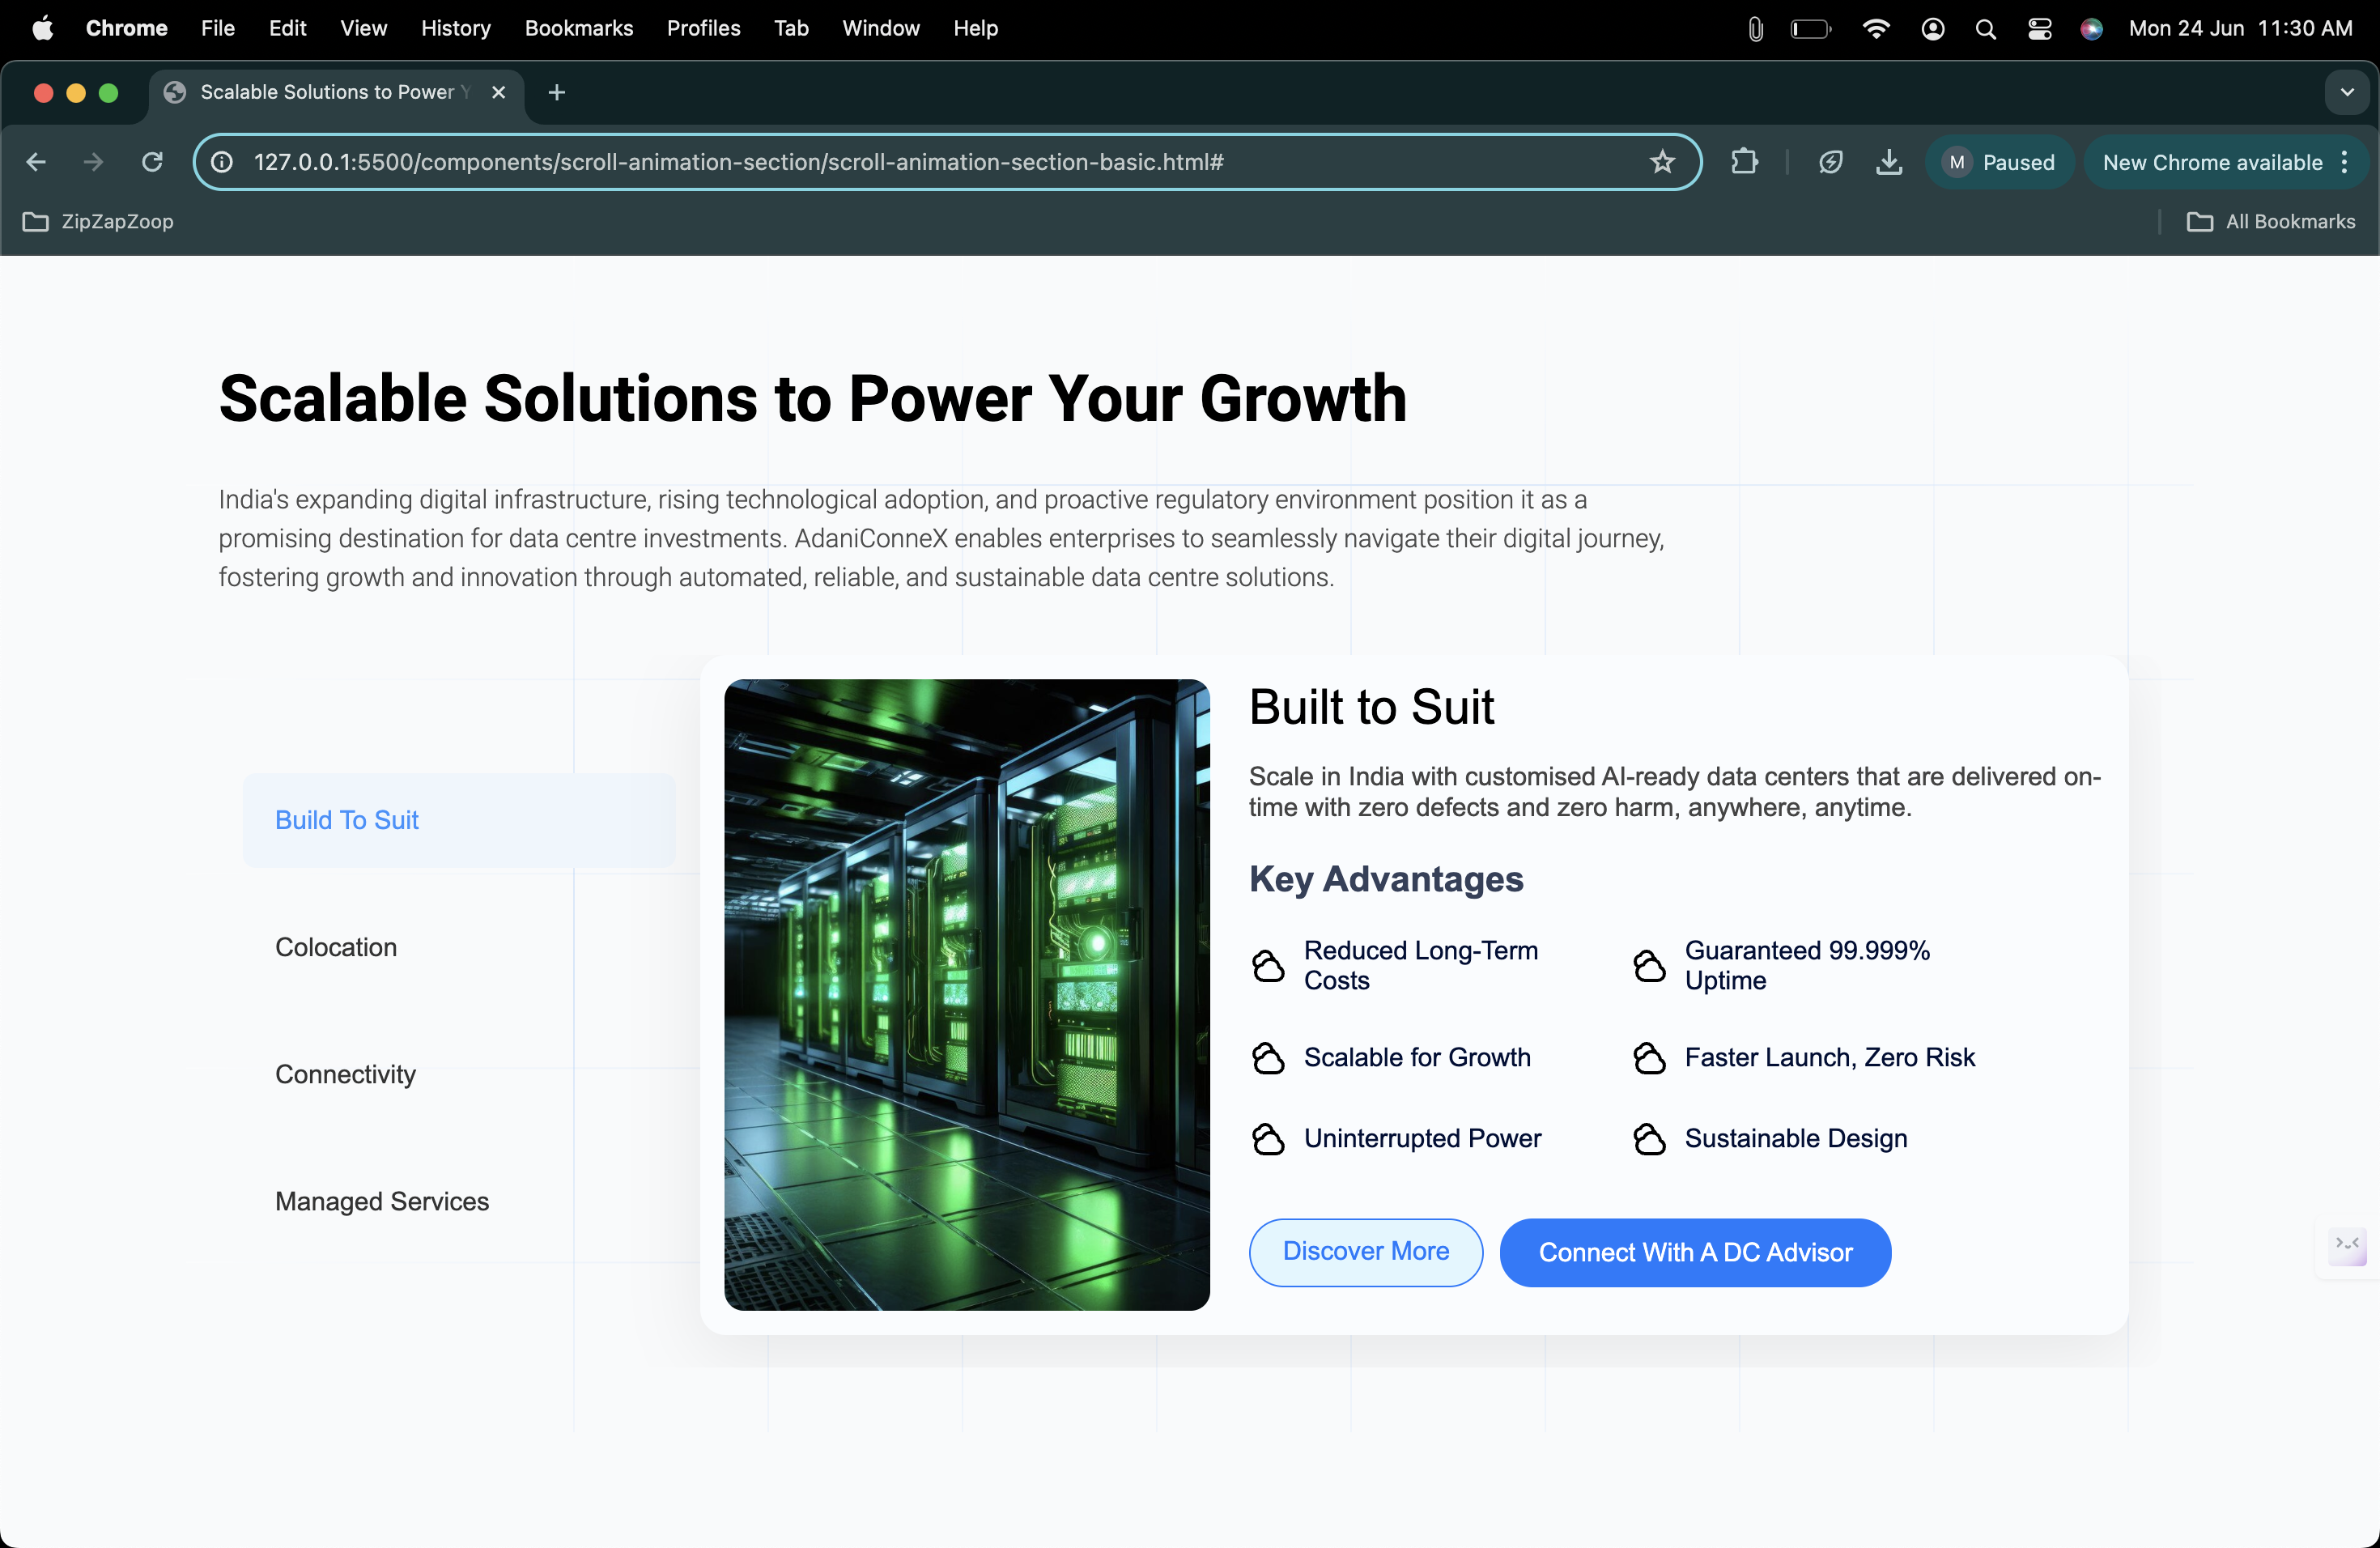 Chrome File Edit View History Bookmarks Profiles Tab Window Help Mon 24 Jun 11:30 AM
Scalable Solutions to Power Y
127.0.0.1:5500/components/scroll-animation-section/scroll-animation-section-basic.html#
M Paused
New Chrome available
ZipZapZoop
All Bookmarks
Scalable Solutions to Power Your Growth
India's expanding digital infrastructure, rising technological adoption, and proactive regulatory environment position it as a
promising destination for data centre investments. AdaniConneX enables enterprises to seamlessly navigate their digital journey,
fostering growth and innovation through automated, reliable, and sustainable data centre solutions.
Build To Suit
Colocation
Connectivity
Managed Services
Built to Suit
Scale in India with customised AI-ready data centers that are delivered on-
time with zero defects and zero harm, anywhere, anytime.
Key Advantages
Reduced Long-Term
Costs
Guaranteed 99.999%
Uptime
Scalable for Growth
Faster Launch, Zero Risk
Uninterrupted Power
Sustainable Design
Discover More
Connect With A DC Advisor